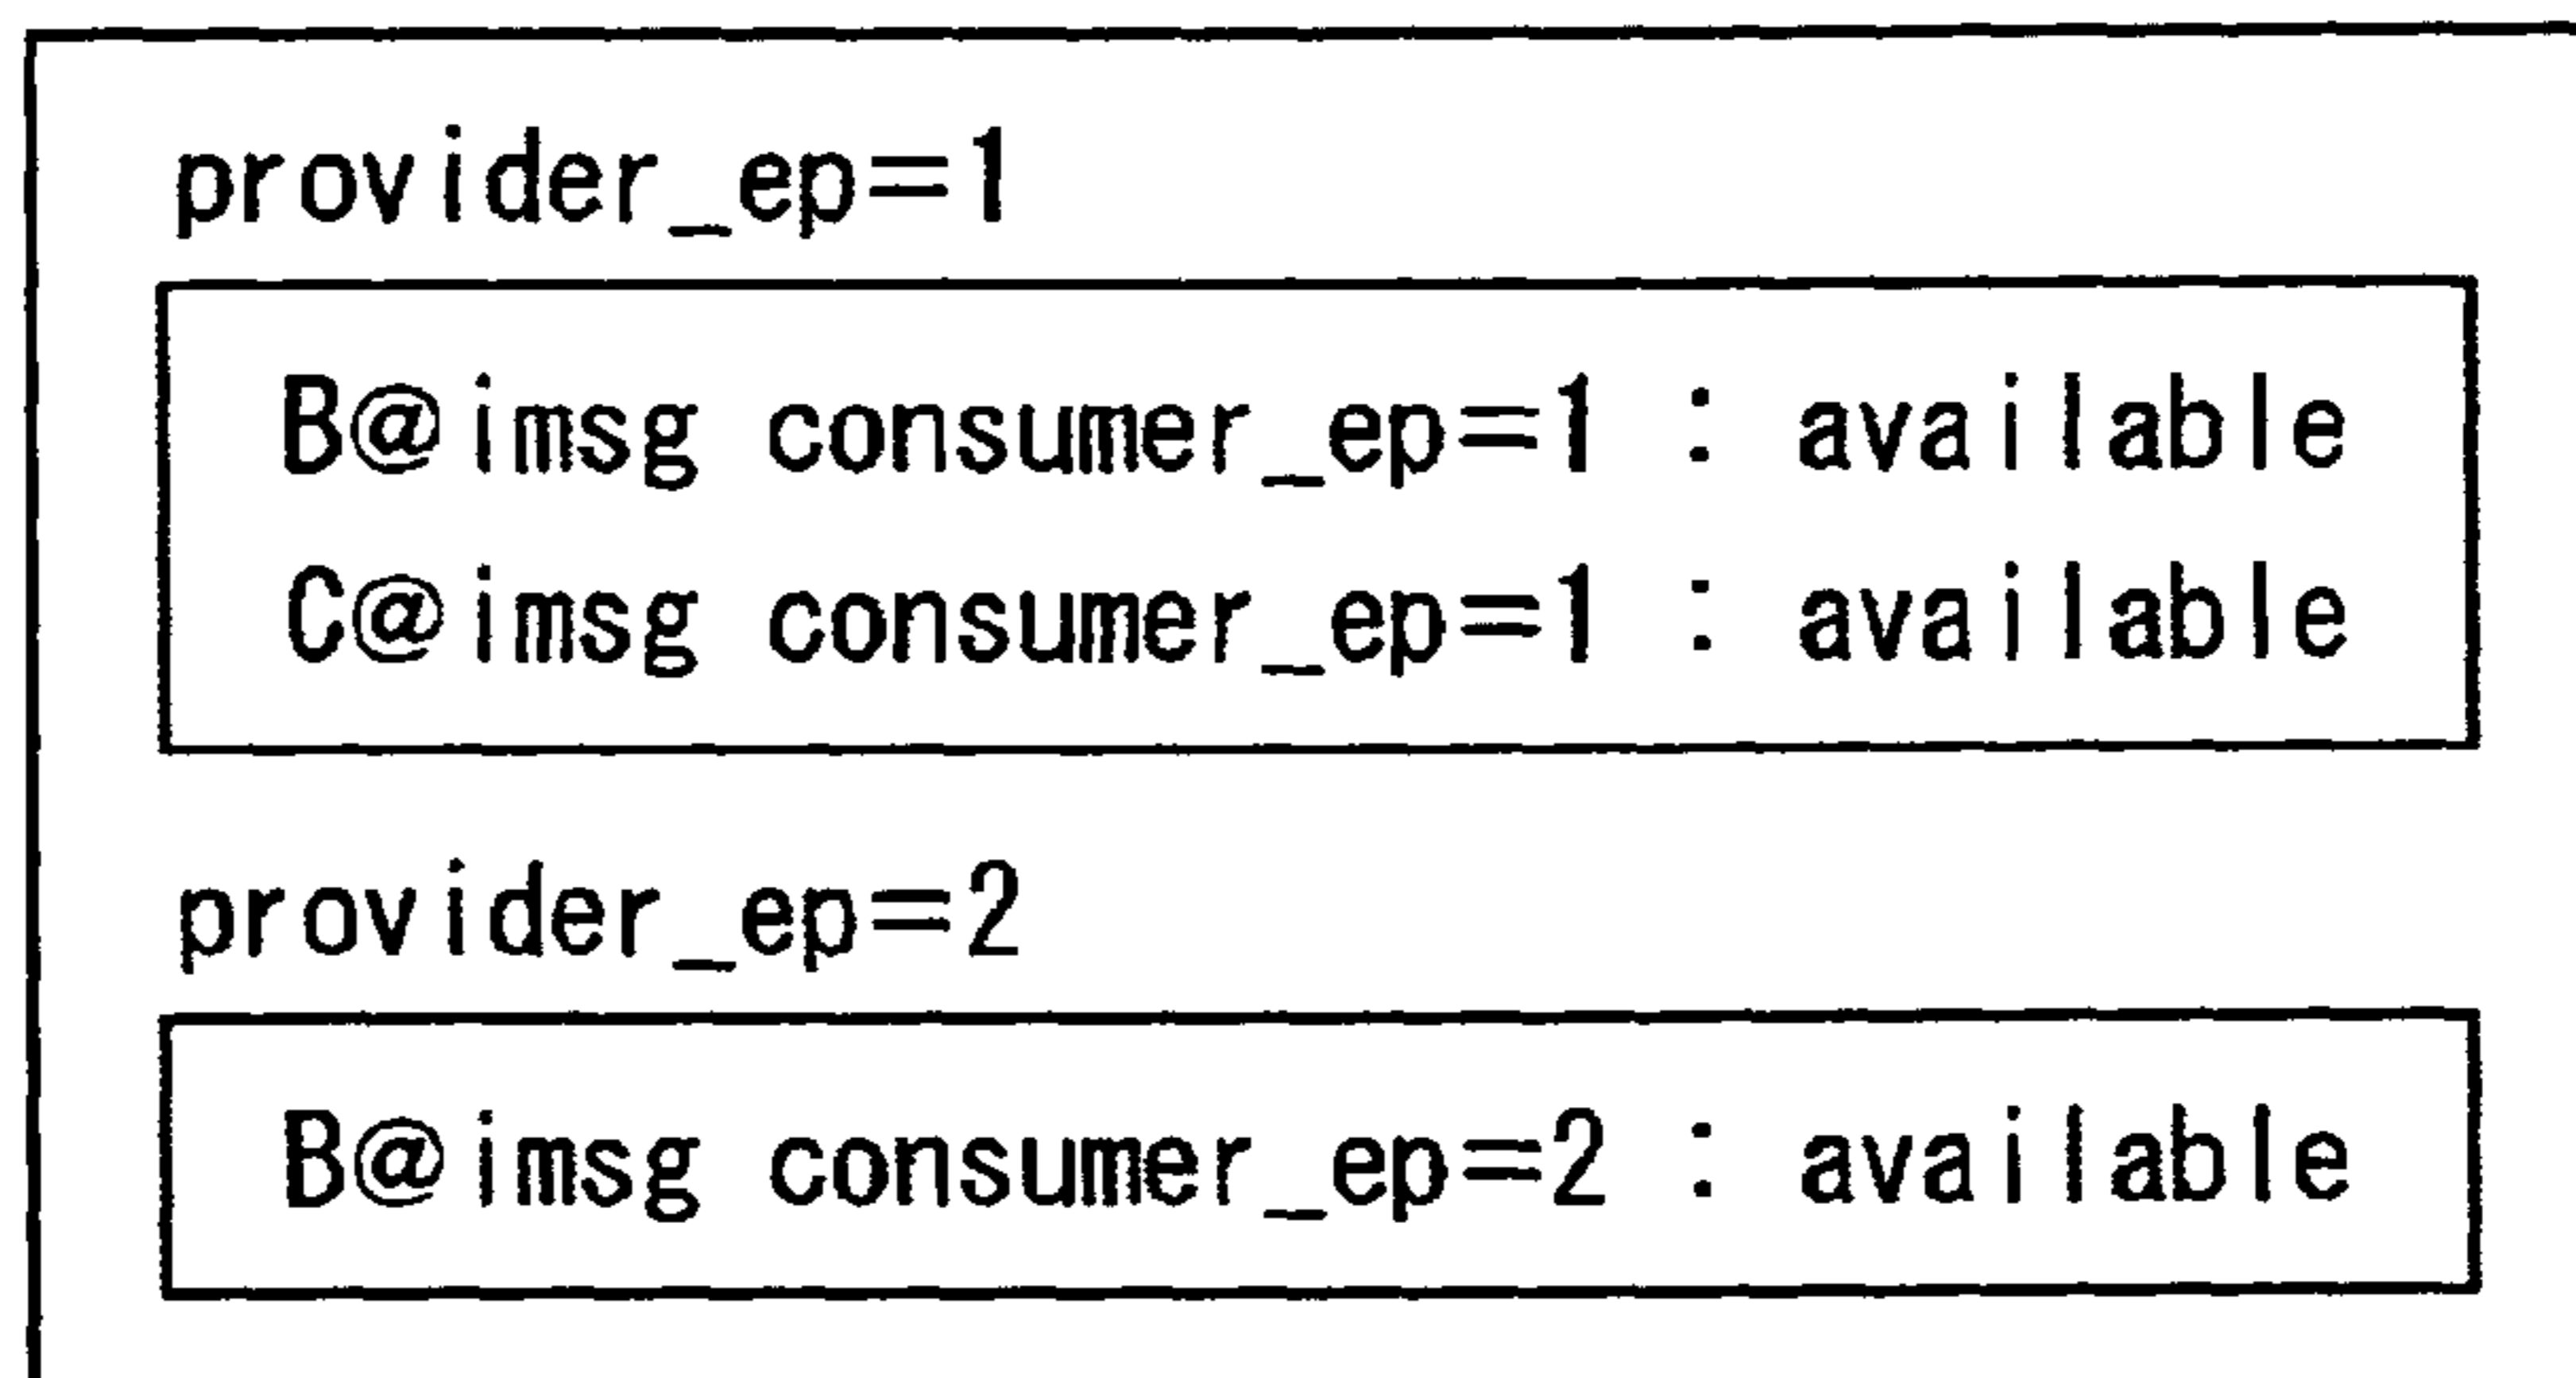 provider_ep=1
B@imsg consumer_ep=1 : available
C@imsg consumer_ep=1 : available
provider_ep=2
B@imsg consumer_ep=2 : available